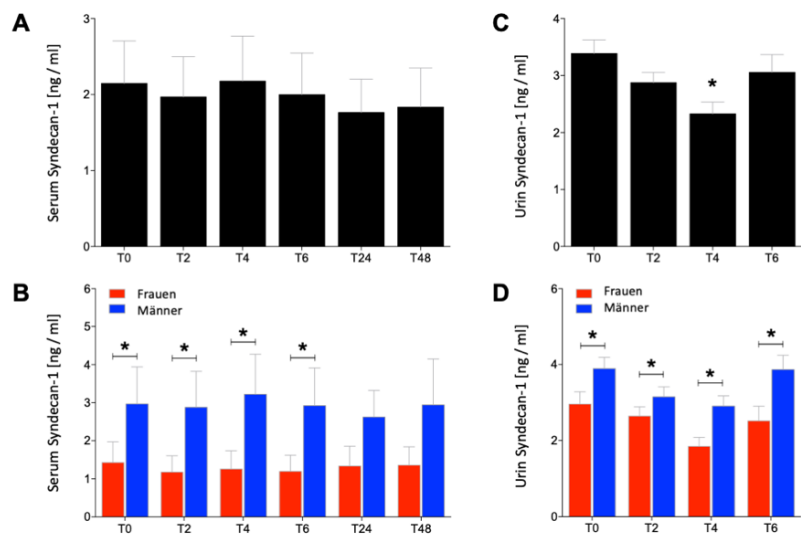 A
Serum Syndecan-1 [ng / ml]
3
2
1
0
T0 T2 T4 T6 T24 T48
C
Urin Syndecan-1 [ng / ml]
4
3
2
1
0
*
T0 T2 T4 T6
B
Frauen
Männer
Serum Syndecan-1 [ng / ml]
6
5
4
3
2
1
0
* * * *
T0 T2 T4 T6 T24 T48
D
Frauen
Männer
Urin Syndecan-1 [ng / ml]
6
4
2
0
* * * *
T0 T2 T4 T6